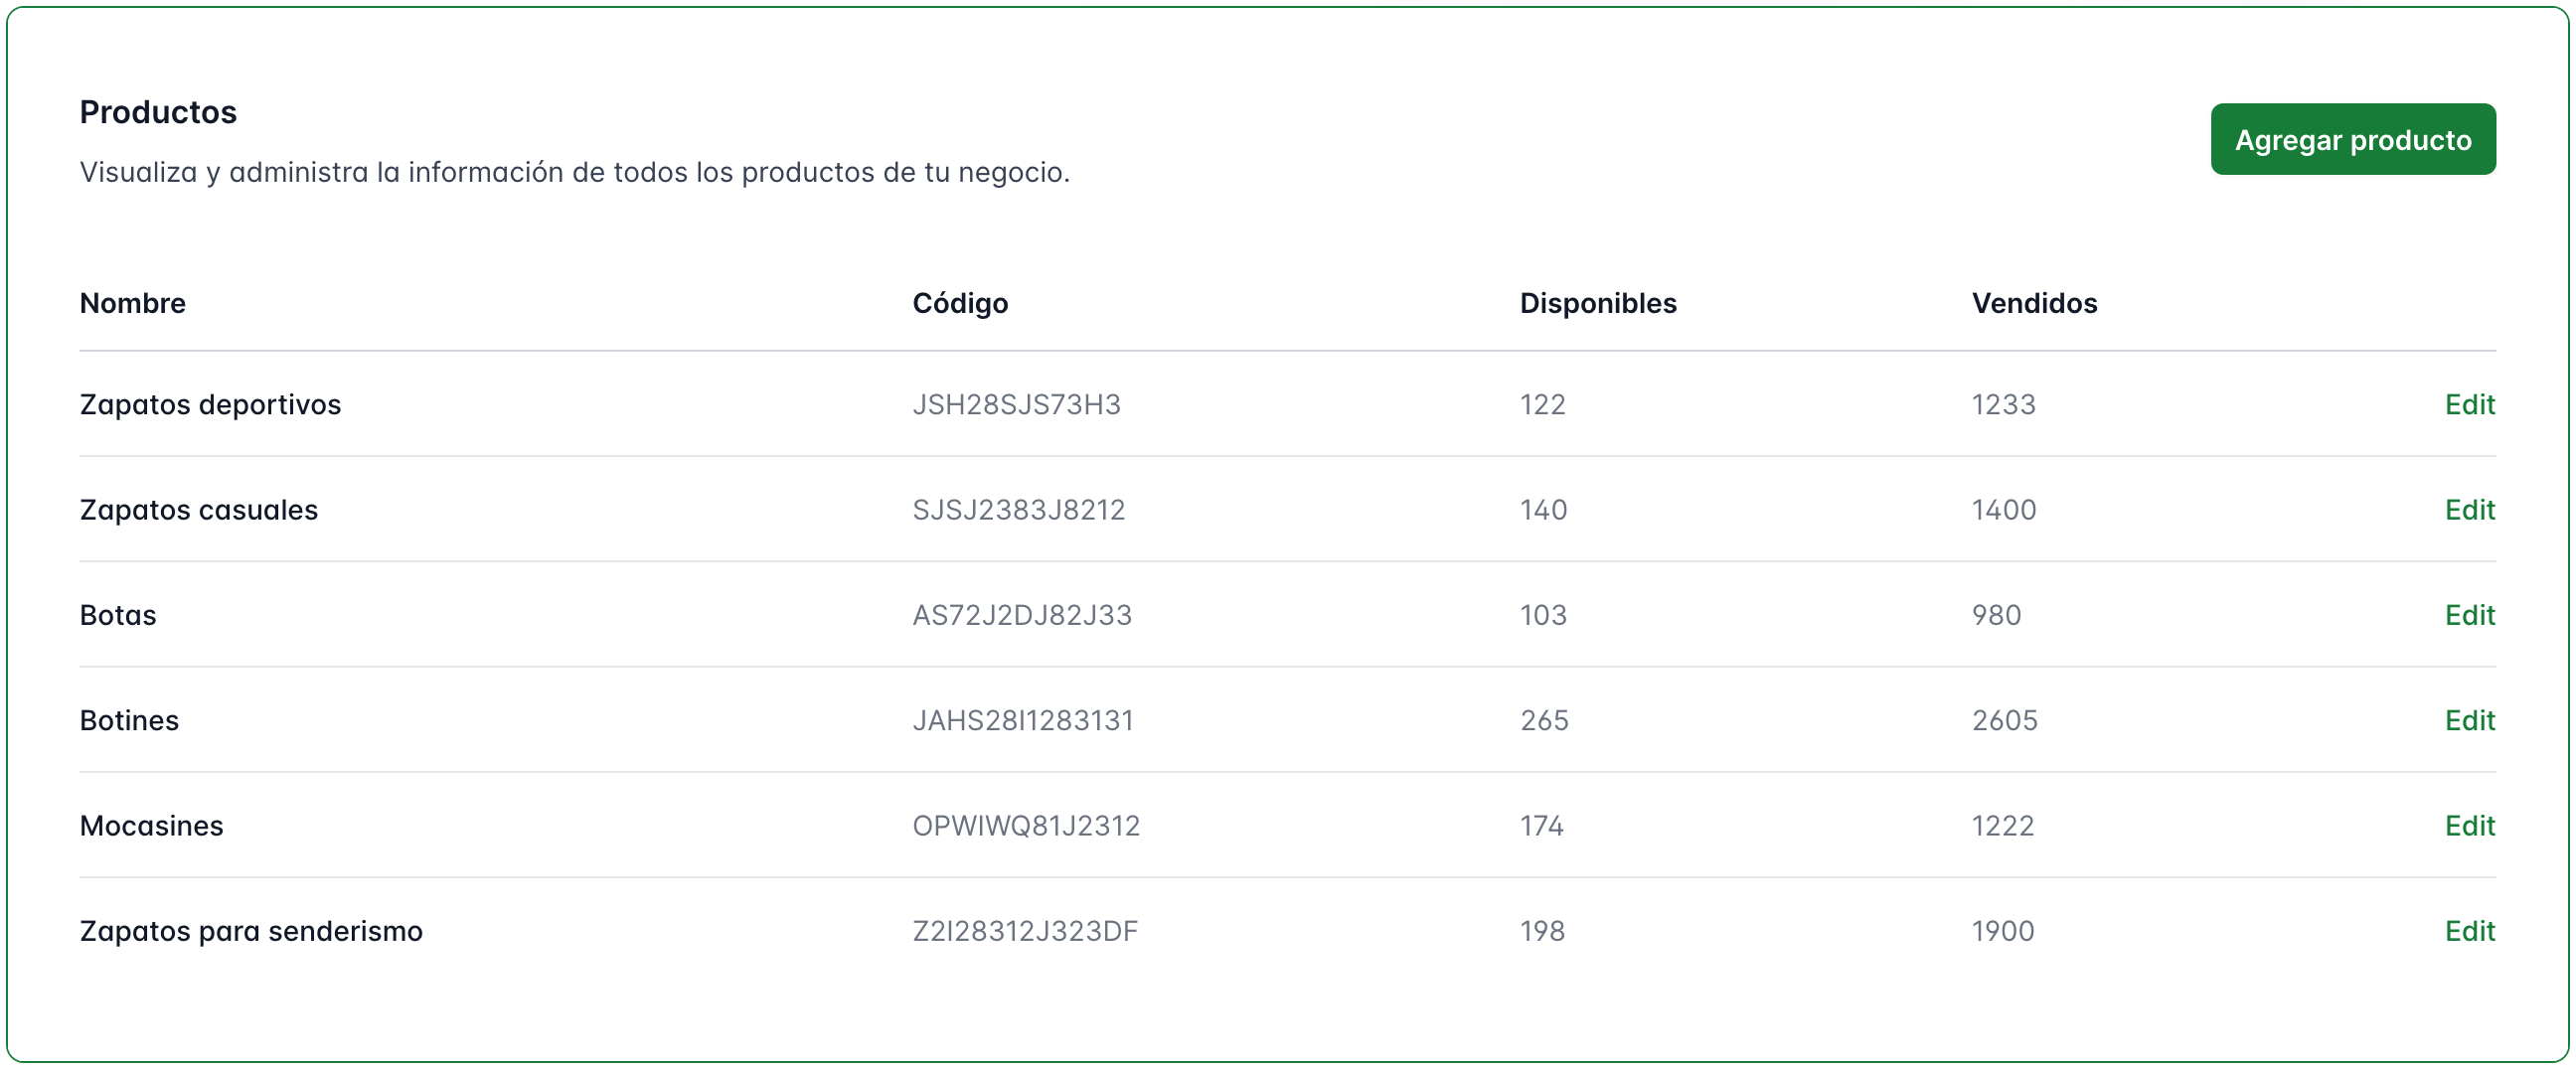 Productos
Agregar producto
Visualiza y administra la información de todos los productos de tu negocio.
Nombre Código Disponibles Vendidos
Zapatos deportivos JSH28SJS73H3 122 1233 Edit
Zapatos casuales SJSJ2383J8212 140 1400 Edit
Botas AS72J2DJ82J33 103 980 Edit
Botines JAHS28I1283131 265 2605 Edit
Mocasines OPWIWQ81J2312 174 1222 Edit
Zapatos para senderismo Z2I28312J323DF 198 1900 Edit